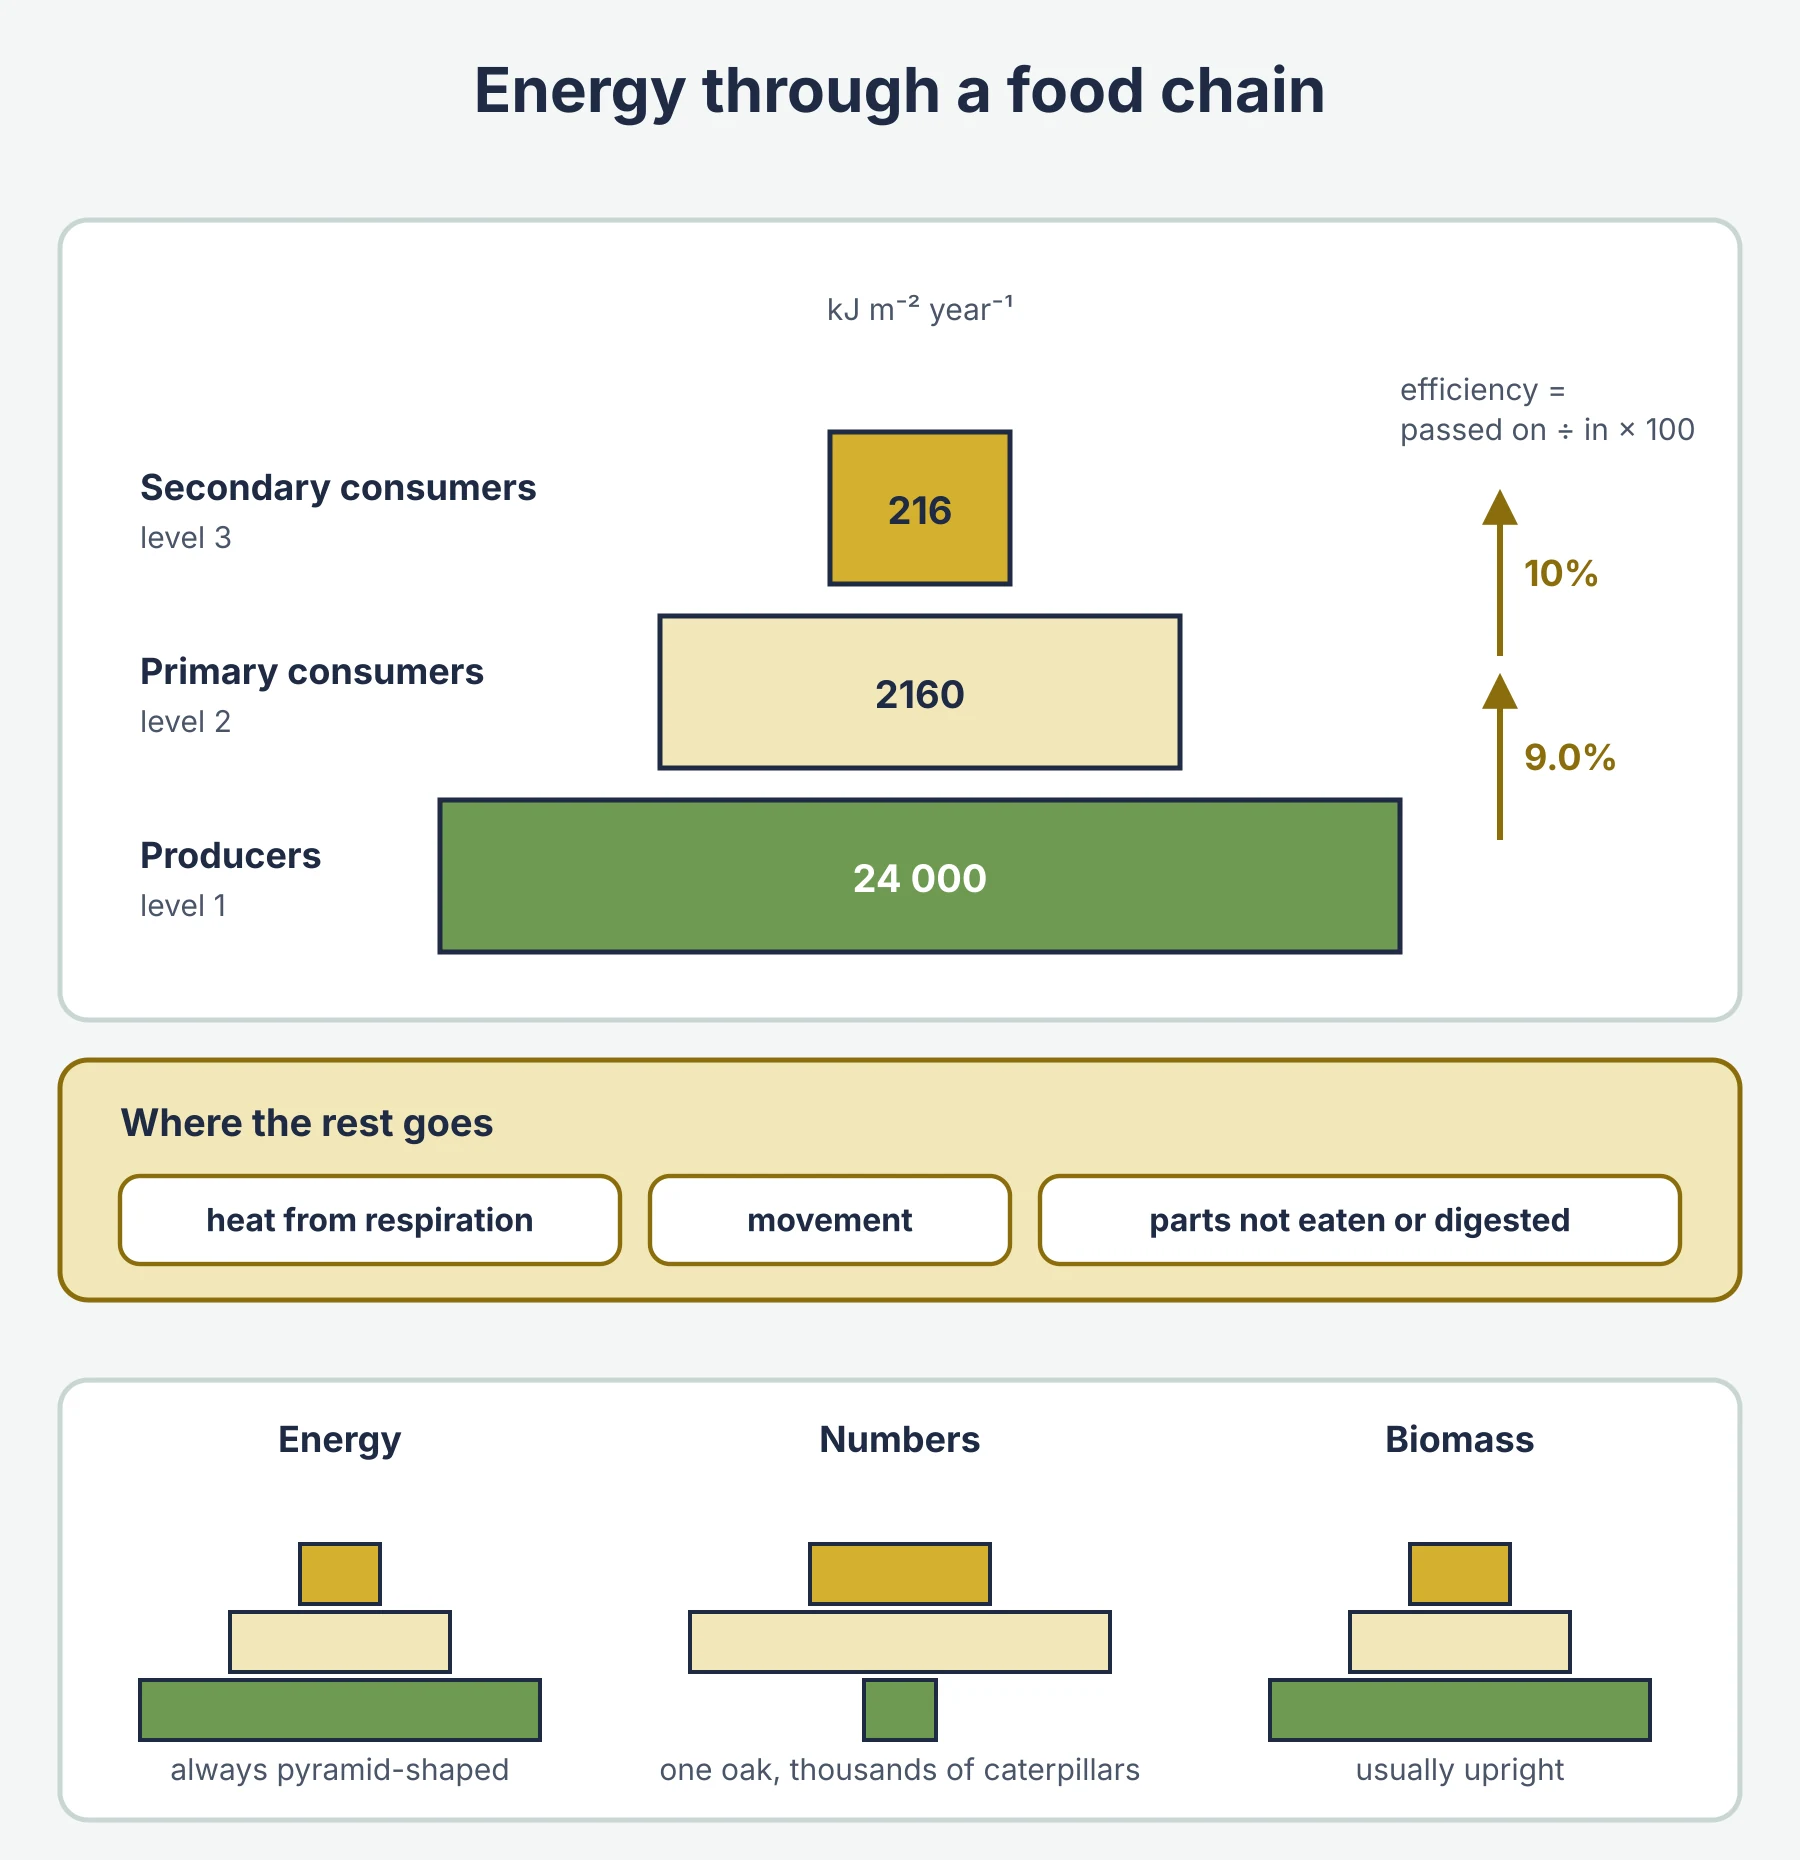 Energy through a food chain
kJ m⁻² year⁻¹
efficiency =
passed on ÷ in × 100
Secondary consumers
level 3
216
10%
Primary consumers
level 2
2160
9.0%
Producers
level 1
24 000
Where the rest goes
heat from respiration
movement
parts not eaten or digested
Energy
Numbers
Biomass
always pyramid-shaped
one oak, thousands of caterpillars
usually upright